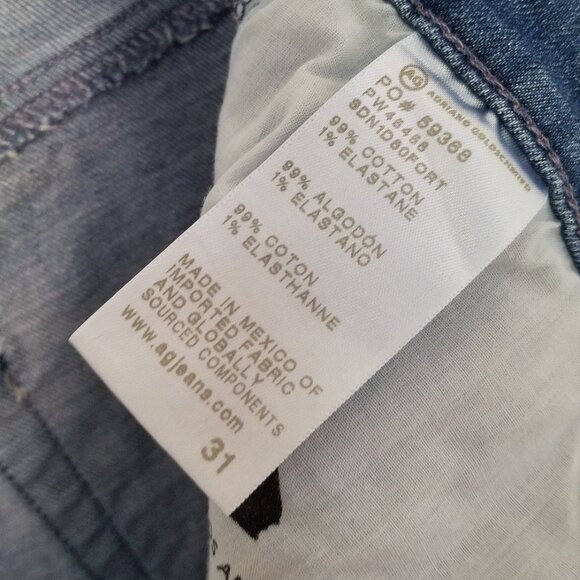 AG ADRIANO GOLDSCHMIED
PO# 59368
PW45458
SDN1D80FORT
99% COTTON
1% ELASTANE
99% ALGODÓN
1% ELASTANO
99% COTON
1% ELASTHANNE
MADE IN MEXICO OF
IMPORTED FABRIC
AND GLOBALLY
SOURCED COMPONENTS
www.agjeans.com
31